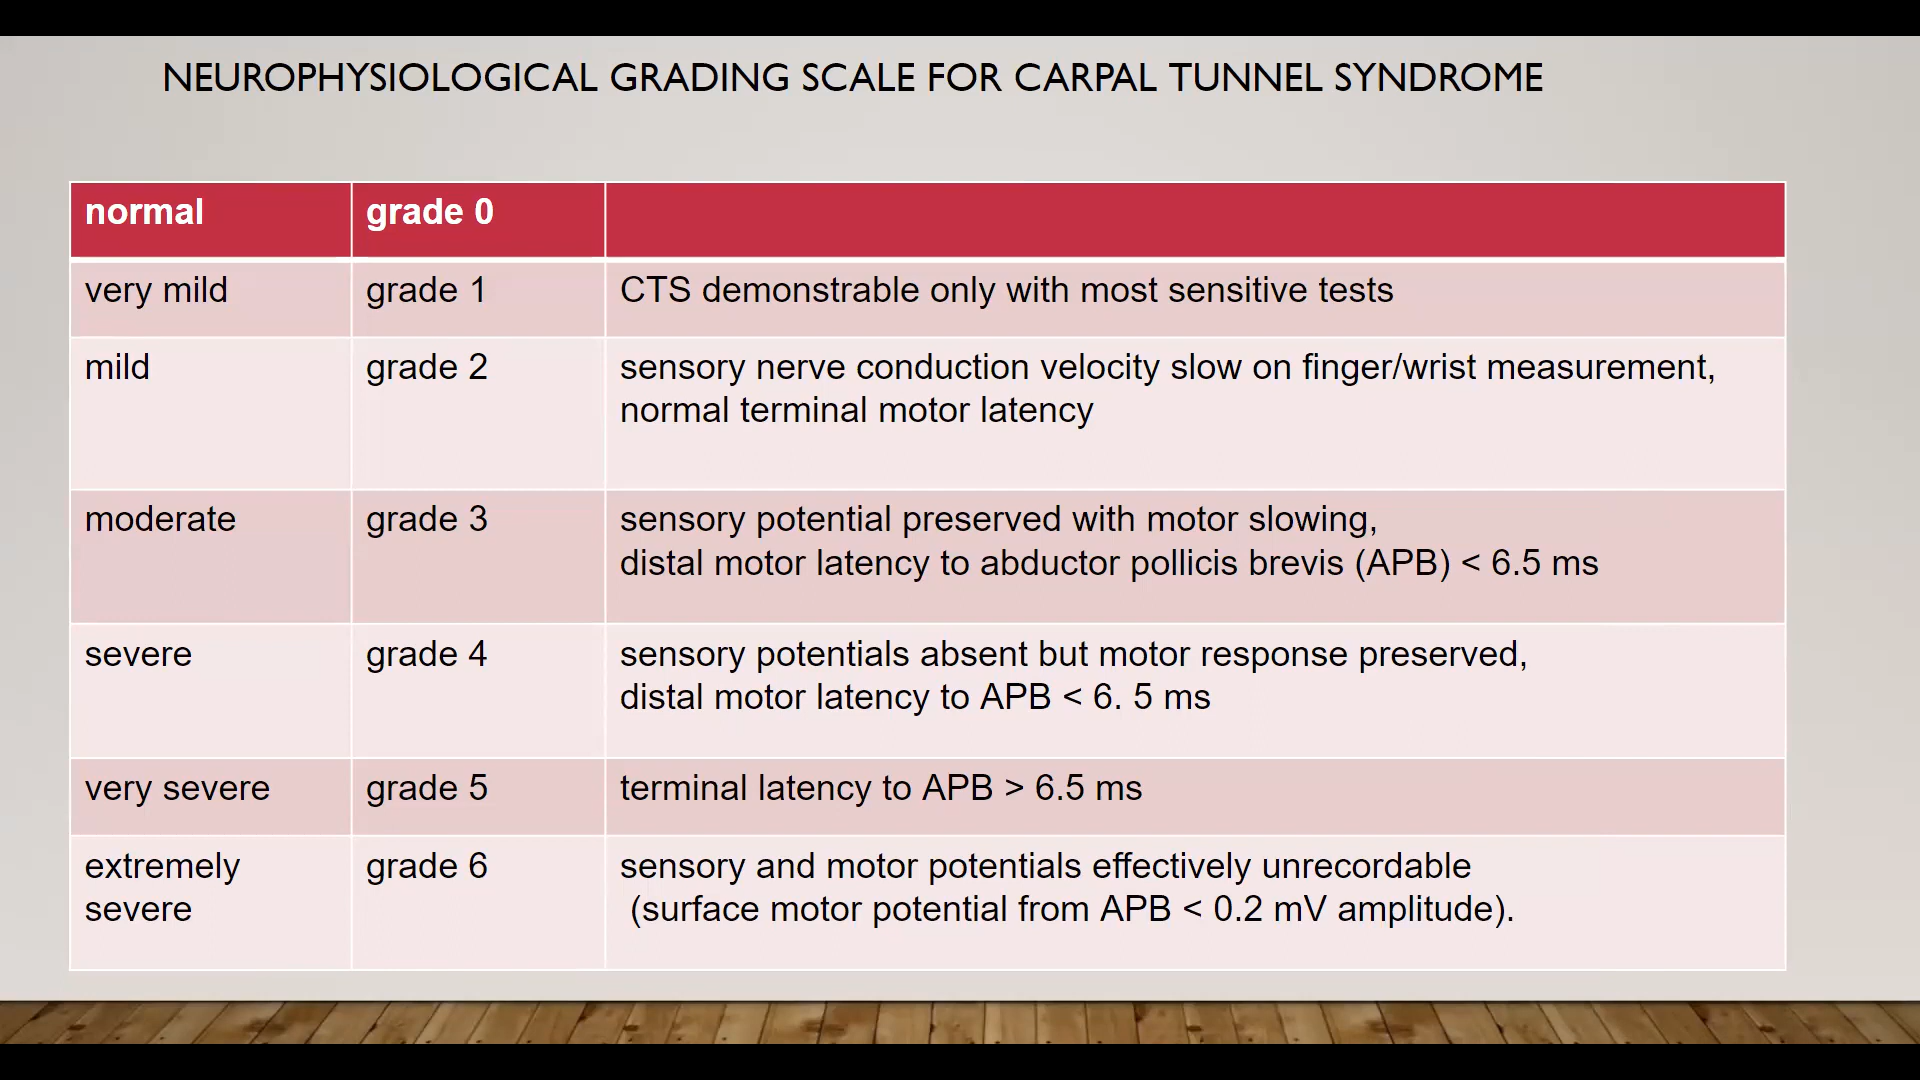 NEUROPHYSIOLOGICAL GRADING SCALE FOR CARPAL TUNNEL SYNDROME
normal grade 0
very mild grade 1 CTS demonstrable only with most sensitive tests
mild grade 2 sensory nerve conduction velocity slow on finger/wrist measurement,
normal terminal motor latency
moderate grade 3 sensory potential preserved with motor slowing,
distal motor latency to abductor pollicis brevis (APB) < 6.5 ms
severe grade 4 sensory potentials absent but motor response preserved,
distal motor latency to APB < 6. 5 ms
very severe grade 5 terminal latency to APB > 6.5 ms
extremely grade 6 sensory and motor potentials effectively unrecordable
severe (surface motor potential from APB < 0.2 mV amplitude).